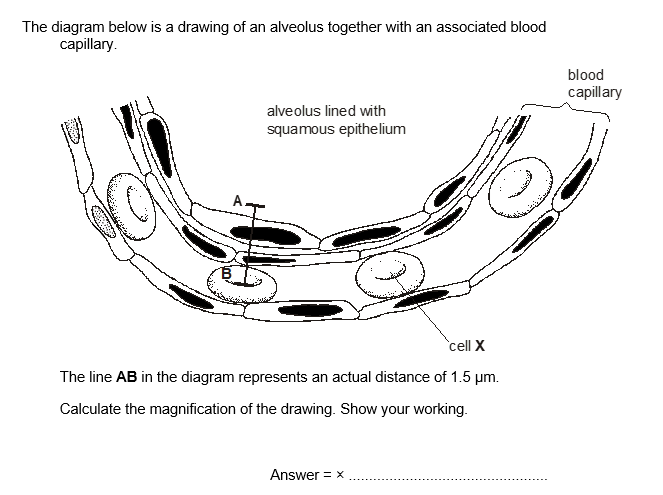 The diagram below is a drawing of an alveolus together with an associated blood
capillary.
blood
capillary
alveolus lined with
squamous epithelium
A
B
cell X
The line AB in the diagram represents an actual distance of 1.5 µm.
Calculate the magnification of the drawing. Show your working.
Answer = × ..................................................